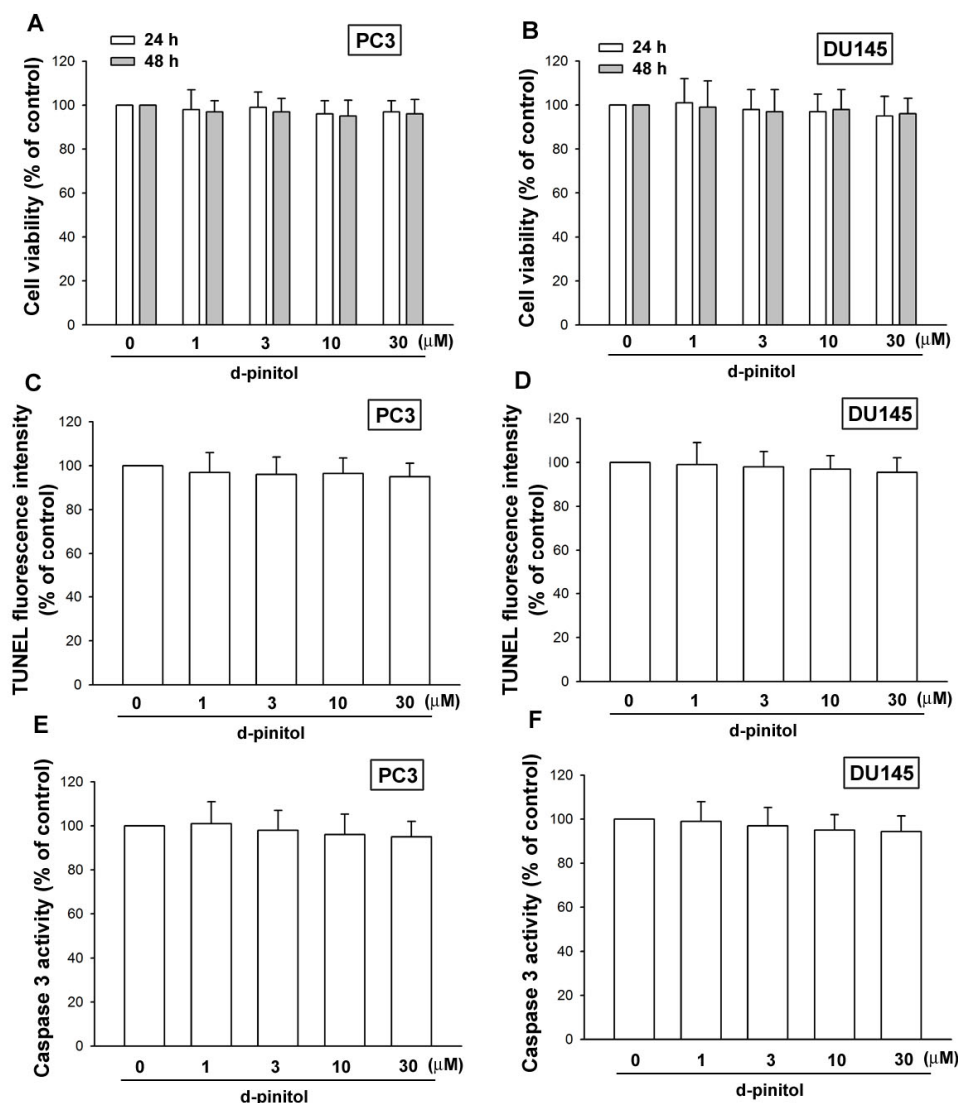 A
24 h
48 h
PC3
Cell viability (% of control)
120
100
80
60
40
20
0
0 1 3 10 30 (μM)
d-pinitol
B
24 h
48 h
DU145
Cell viability (% of control)
120
100
80
60
40
20
0
0 1 3 10 30 (μM)
d-pinitol
C
PC3
TUNEL fluorescence intensity
(% of control)
120
100
80
60
40
20
0
0 1 3 10 30 (μM)
d-pinitol
D
DU145
TUNEL fluorescence intensity
(% of control)
120
100
80
60
40
20
0
0 1 3 10 30 (μM)
d-pinitol
E
PC3
Caspase 3 activity (% of control)
120
100
80
60
40
20
0
0 1 3 10 30 (μM)
d-pinitol
F
DU145
Caspase 3 activity (% of control)
120
100
80
60
40
20
0
0 1 3 10 30 (μM)
d-pinitol